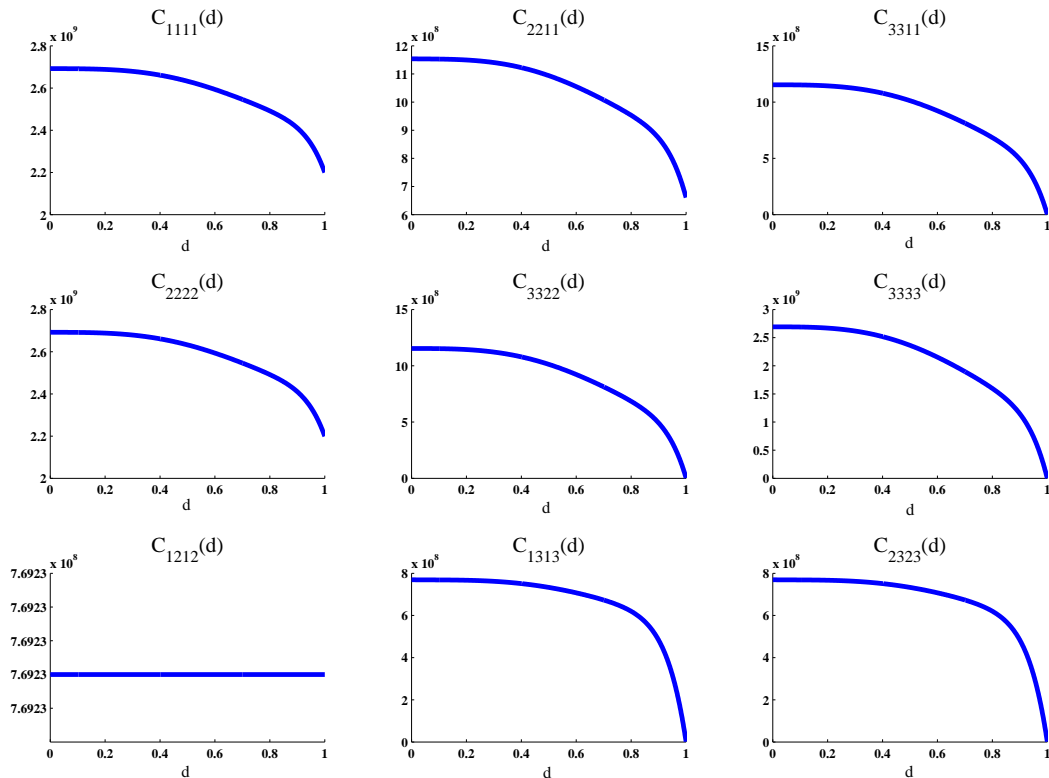 C1111(d)
x 10^9
2.8
2.6
2.4
2.2
2
0 0.2 0.4 0.6 0.8 1
d
C2211(d)
x 10^8
12
11
10
9
8
7
6
0 0.2 0.4 0.6 0.8 1
d
C3311(d)
x 10^8
15
10
5
0
0 0.2 0.4 0.6 0.8 1
d
C2222(d)
x 10^9
2.8
2.6
2.4
2.2
2
0 0.2 0.4 0.6 0.8 1
d
C3322(d)
x 10^8
15
10
5
0
0 0.2 0.4 0.6 0.8 1
d
C3333(d)
x 10^9
3
2.5
2
1.5
1
0.5
0
0 0.2 0.4 0.6 0.8 1
d
C1212(d)
x 10^8
7.6923
7.6923
7.6923
7.6923
7.6923
0 0.2 0.4 0.6 0.8 1
d
C1313(d)
x 10^8
8
6
4
2
0
0 0.2 0.4 0.6 0.8 1
d
C2323(d)
x 10^8
8
6
4
2
0
0 0.2 0.4 0.6 0.8 1
d